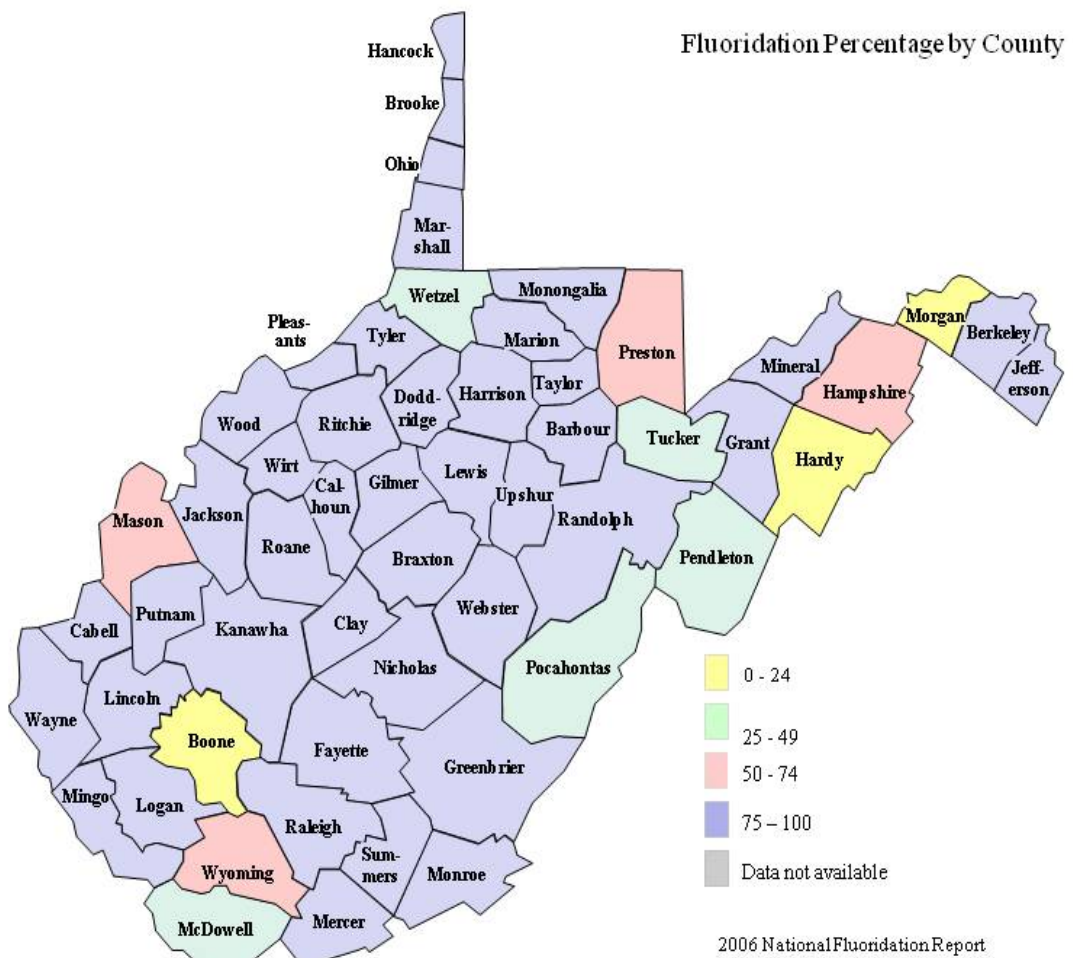 Fluoridation Percentage by County
Hancock
Brooke
Ohio
Mar-
shall
Wetzel
Monongalia
Morgan
Pleas-
ants
Tyler
Marion
Preston
Mineral
Berkeley
Jeff-
erson
Hampshire
Taylor
Harrison
Dodd-
ridge
Wood
Ritchie
Barbour
Tucker
Grant
Hardy
Wirt
Cal-
houn
Gilmer
Lewis
Upshur
Randolph
Mason
Jackson
Roane
Braxton
Pendleton
Putnam
Cabell
Kanawha
Clay
Webster
Nicholas
Pocahontas
Lincoln
Wayne
Boone
Fayette
Greenbrier
Mingo
Logan
Raleigh
Sum-
mers
Monroe
Wyoming
McDowell
Mercer
0 - 24
25 - 49
50 - 74
75 – 100
Data not available
2006 National Fluoridation Report